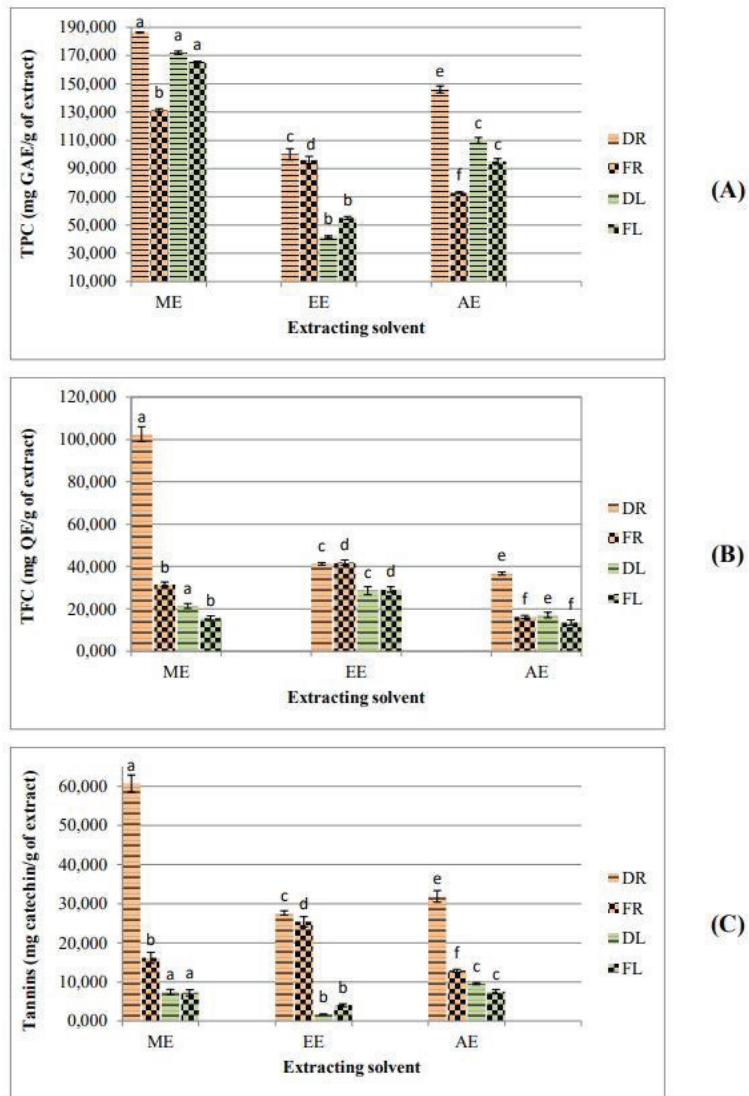 190,000
170,000
150,000
130,000
110,000
90,000
70,000
50,000
30,000
10,000
TPC (mg GAE/g of extract)
a b a a
c d b b
e f c c
ME EE AE
Extracting solvent
DR
FR
DL
FL
(A)
120,000
100,000
80,000
60,000
40,000
20,000
0,000
TFC (mg QE/g of extract)
a b a b
c d c d
e f e f
ME EE AE
Extracting solvent
DR
FR
DL
FL
(B)
60,000
50,000
40,000
30,000
20,000
10,000
0,000
Tannins (mg catechin/g of extract)
a b a a
c d b b
e f c c
ME EE AE
Extracting solvent
DR
FR
DL
FL
(C)